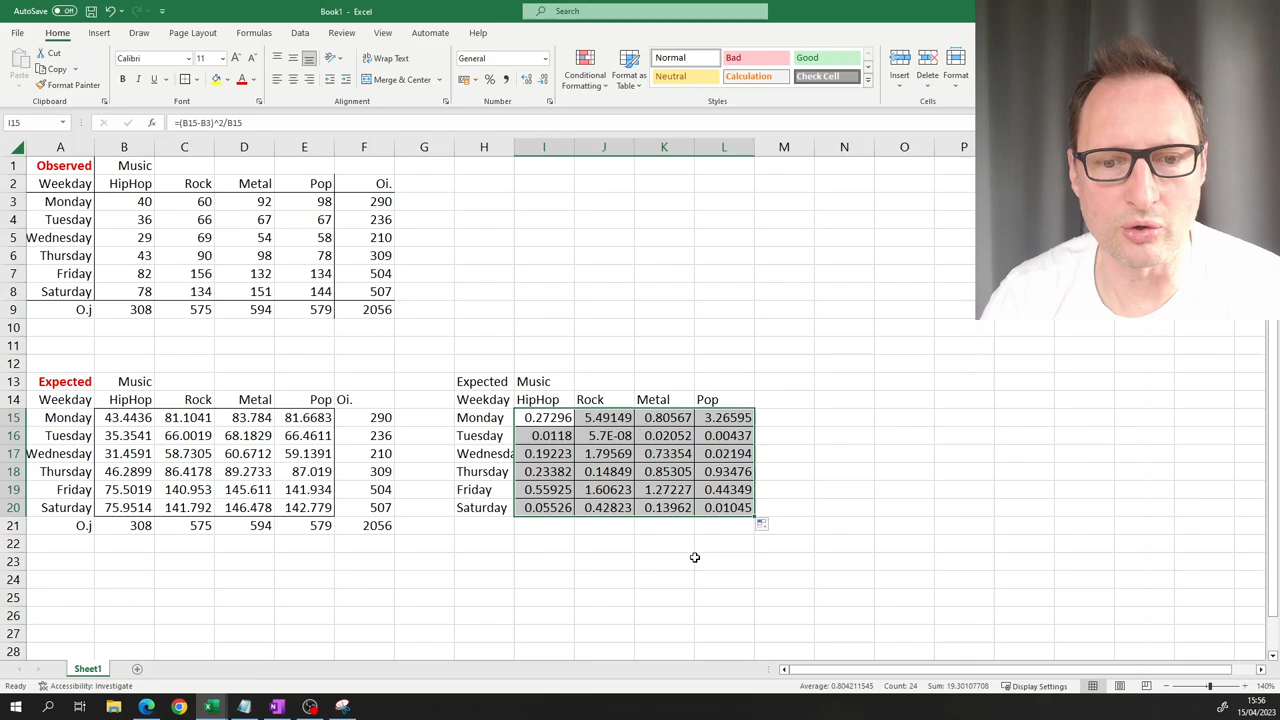 AutoSave Off Book1 - Excel Search
File Home Insert Draw Page Layout Formulas Data Review View Automate Help
Paste Cut Copy Format Painter
Calibri 11 B I U A A A
Wrap Text Merge & Center
General % 
Conditional Formatting Format as Table
Normal Bad Good
Neutral Calculation Check Cell
Insert Delete Format
Clipboard Font Alignment Number Styles Cells
I15 fx =(B15-B3)^2/B15
A B C D E F G H I J K L M N O P
1 Observed Music
2 Weekday HipHop Rock Metal Pop Oi.
3 Monday 40 60 92 98 290
4 Tuesday 36 66 67 67 236
5 Wednesday 29 69 54 58 210
6 Thursday 43 90 98 78 309
7 Friday 82 156 132 134 504
8 Saturday 78 134 151 144 507
9 O.j 308 575 594 579 2056
10
11
12
13 Expected Music Expected Music
14 Weekday HipHop Rock Metal Pop Oi. Weekday HipHop Rock Metal Pop
15 Monday 43.4436 81.1041 83.784 81.6683 290 Monday 0.27296 5.49149 0.80567 3.26595
16 Tuesday 35.3541 66.0019 68.1829 66.4611 236 Tuesday 0.0118 5.7E-08 0.02052 0.00437
17 Wednesday 31.4591 58.7305 60.6712 59.1391 210 Wednesda 0.19223 1.79569 0.73354 0.02194
18 Thursday 46.2899 86.4178 89.2733 87.019 309 Thursday 0.23382 0.14849 0.85305 0.93476
19 Friday 75.5019 140.953 145.611 141.934 504 Friday 0.55925 1.60623 1.27227 0.44349
20 Saturday 75.9514 141.792 146.478 142.779 507 Saturday 0.05526 0.42823 0.13962 0.01045
21 O.j 308 575 594 579 2056
22
23
24
25
26
27
28
Sheet1
Ready Accessibility: Investigate Average: 0.804211545 Count: 24 Sum: 19.30107708 Display Settings 140%
15:56
15/04/2023